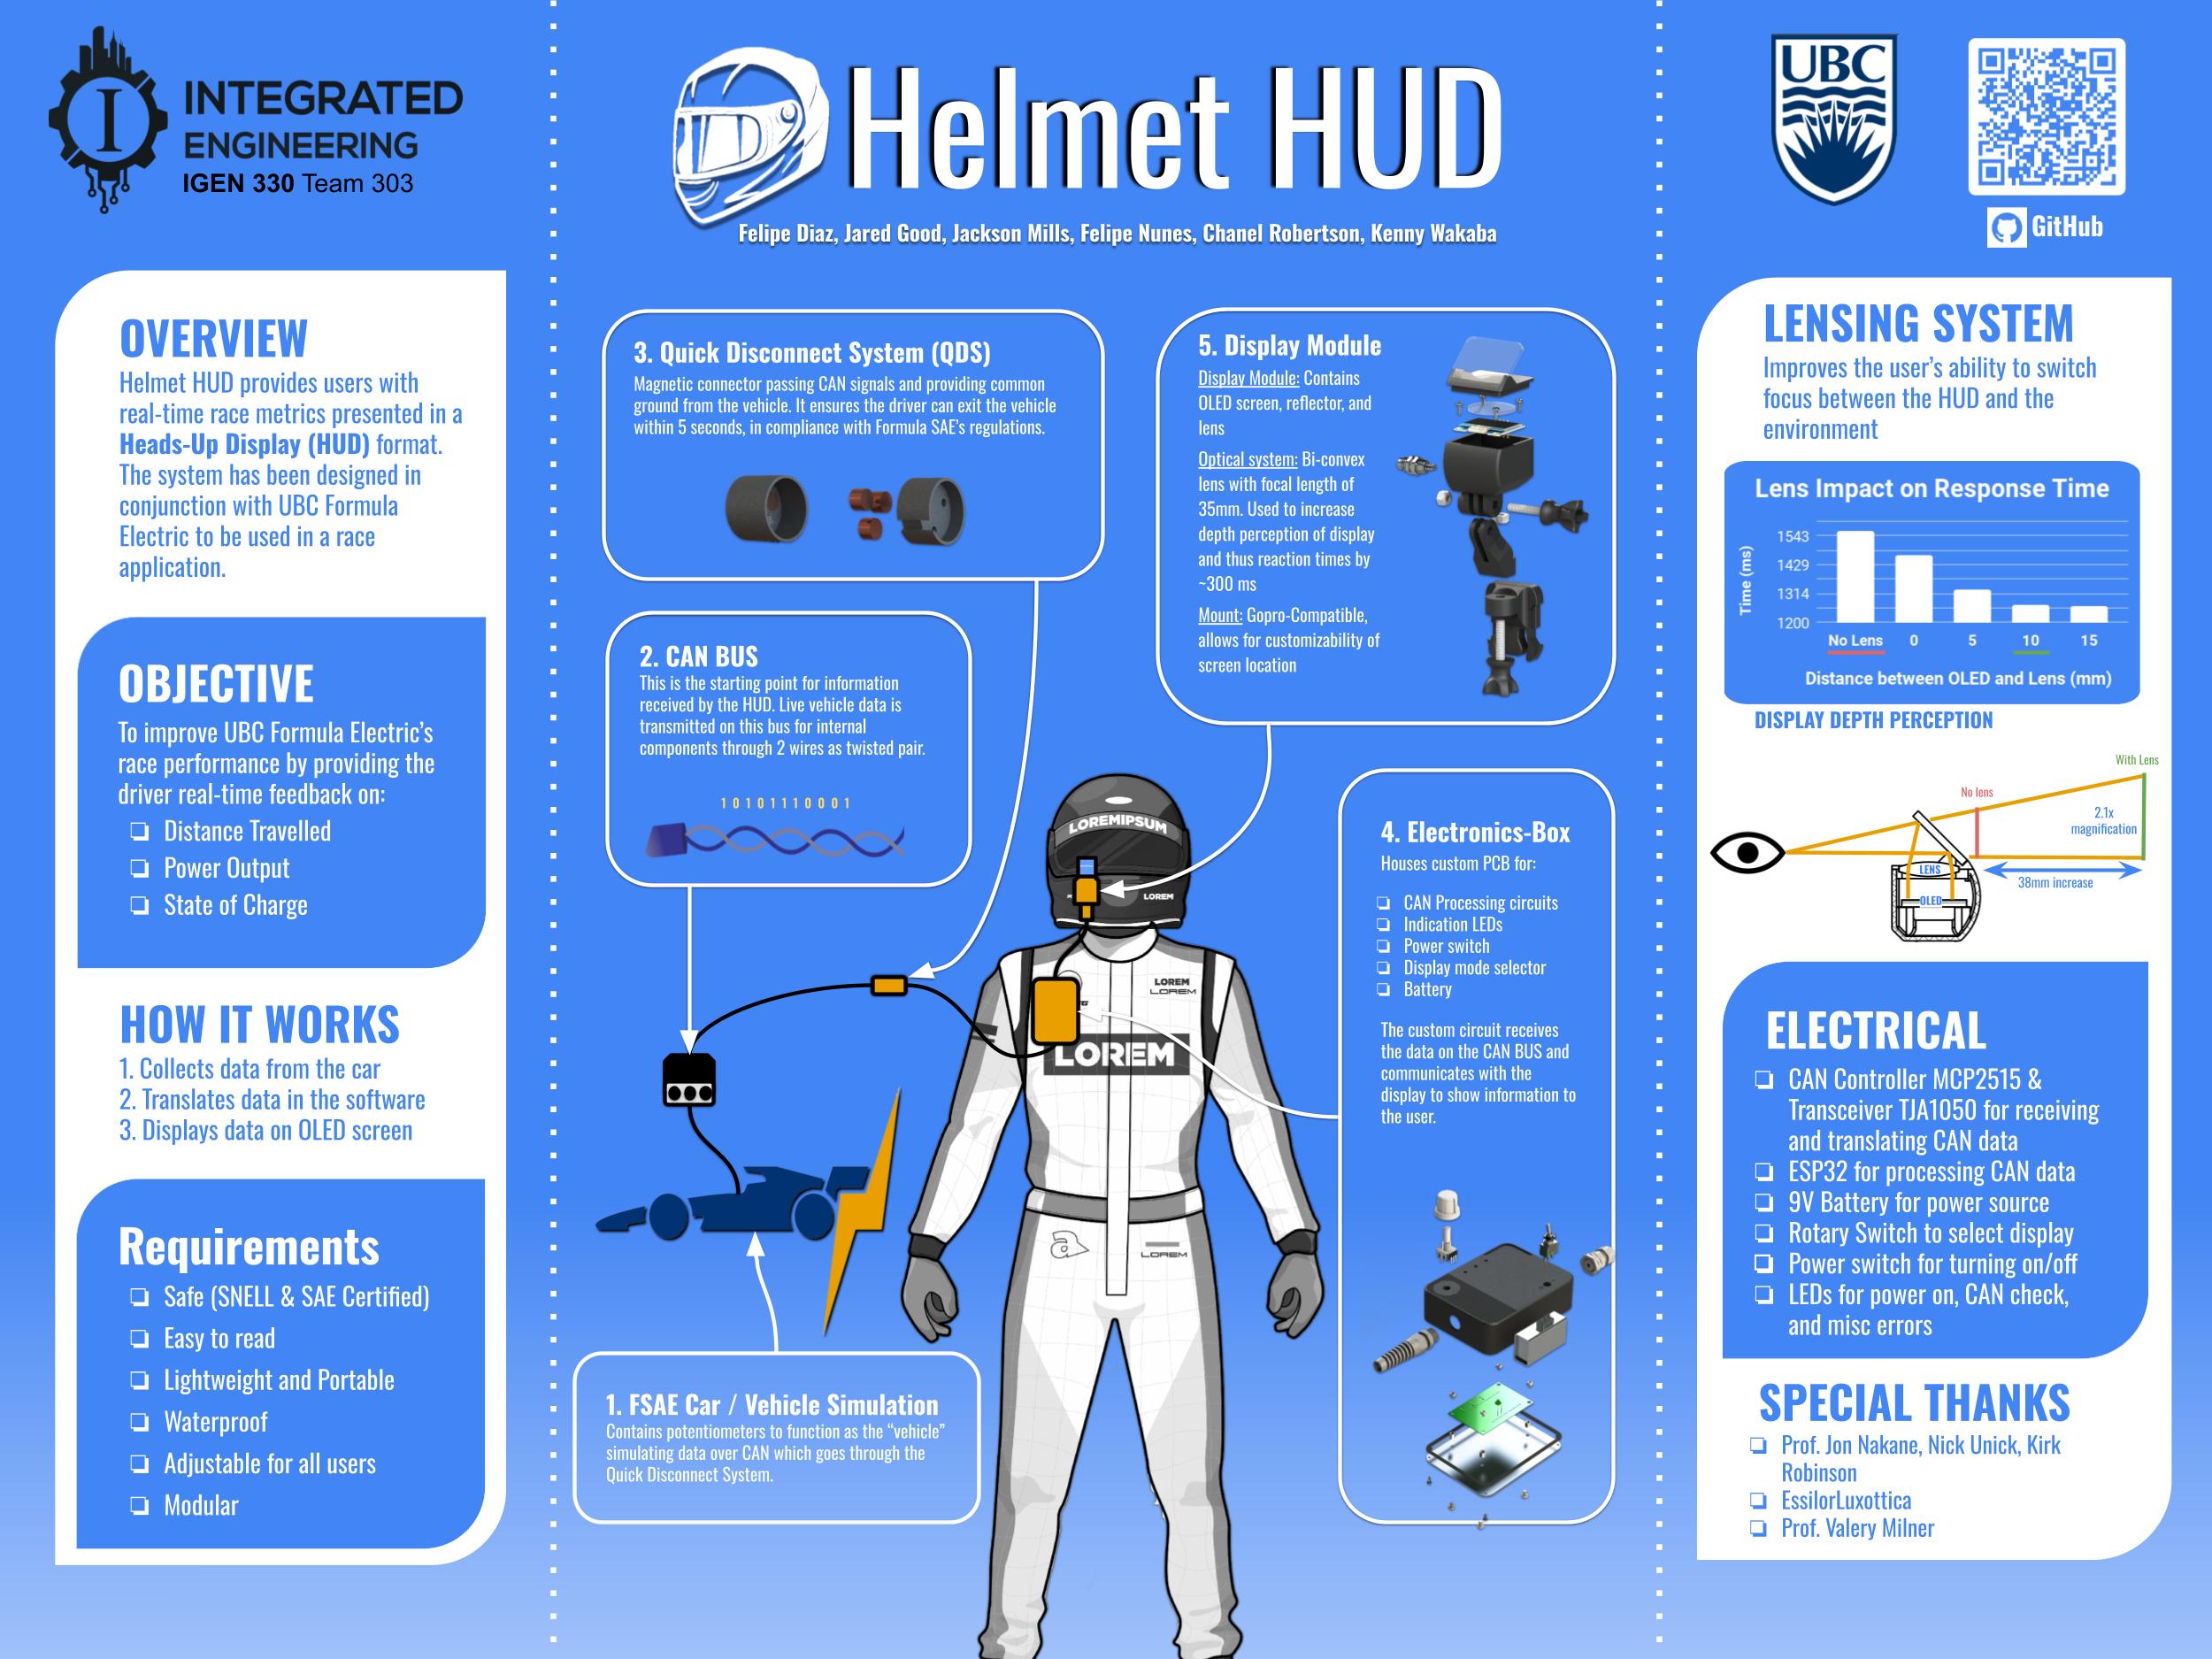 INTEGRATED
ENGINEERING
IGEN 330 Team 303
I
Helmet HUD
Felipe Diaz, Jared Good, Jackson Mills, Felipe Nunes, Chanel Robertson, Kenny Wakaba
UBC
GitHub
OVERVIEW
Helmet HUD provides users with
real-time race metrics presented in a
Heads-Up Display (HUD) format.
The system has been designed in
conjunction with UBC Formula
Electric to be used in a race
application.
OBJECTIVE
To improve UBC Formula Electric's
race performance by providing the
driver real-time feedback on:
❏ Distance Travelled
❏ Power Output
❏ State of Charge
HOW IT WORKS
1. Collects data from the car
2. Translates data in the software
3. Displays data on OLED screen
Requirements
❏ Safe (SNELL & SAE Certified)
❏ Easy to read
❏ Lightweight and Portable
❏ Waterproof
❏ Adjustable for all users
❏ Modular
3. Quick Disconnect System (QDS)
Magnetic connector passing CAN signals and providing common
ground from the vehicle. It ensures the driver can exit the vehicle
within 5 seconds, in compliance with Formula SAE's regulations.
2. CAN BUS
This is the starting point for information
received by the HUD. Live vehicle data is
transmitted on this bus for internal
components through 2 wires as twisted pair.
10101110001
1. FSAE Car / Vehicle Simulation
Contains potentiometers to function as the “vehicle”
simulating data over CAN which goes through the
Quick Disconnect System.
5. Display Module
Display Module: Contains
OLED screen, reflector, and
lens
Optical system: Bi-convex
lens with focal length of
35mm. Used to increase
depth perception of display
and thus reaction times by
~300 ms
Mount: Gopro-Compatible,
allows for customizability of
screen location
LOREMIPSUM
LOREM
LOREM
LOREM
LOREM
a
LOREM
4. Electronics-Box
Houses custom PCB for:
❏ CAN Processing circuits
❏ Indication LEDs
❏ Power switch
❏ Display mode selector
❏ Battery
The custom circuit receives
the data on the CAN BUS and
communicates with the
display to show information to
the user.
LENSING SYSTEM
Improves the user's ability to switch
focus between the HUD and the
environment
Lens Impact on Response Time
Time (ms)
1543
1429
1314
1200
No Lens 0 5 10 15
Distance between OLED and Lens (mm)
DISPLAY DEPTH PERCEPTION
With Lens
No lens
2.1x
magnification
LENS
38mm increase
OLED
ELECTRICAL
❏ CAN Controller MCP2515 &
Transceiver TJA1050 for receiving
and translating CAN data
❏ ESP32 for processing CAN data
❏ 9V Battery for power source
❏ Rotary Switch to select display
❏ Power switch for turning on/off
❏ LEDs for power on, CAN check,
and misc errors
SPECIAL THANKS
❏ Prof. Jon Nakane, Nick Unick, Kirk
Robinson
❏ EssilorLuxottica
❏ Prof. Valery Milner